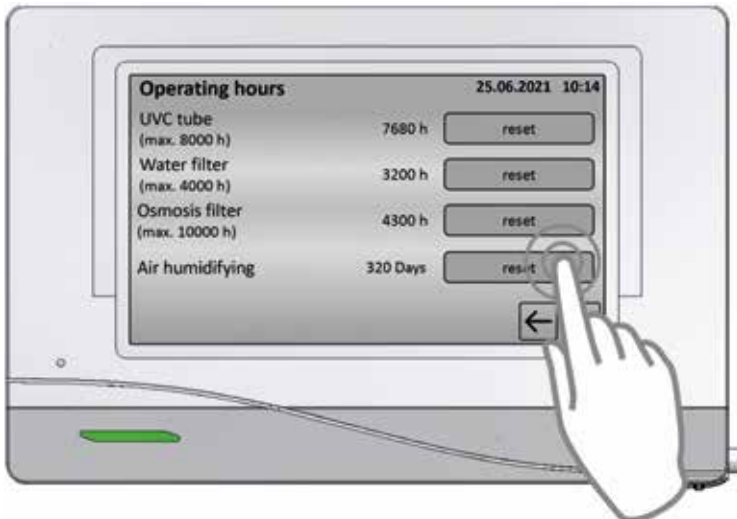 Operating hours 25.06.2021 10:14
UVC tube
(max. 8000 h) 7680 h reset
Water filter
(max. 4000 h) 3200 h reset
Osmosis filter
(max. 10000 h) 4300 h reset
Air humidifying 320 Days reset